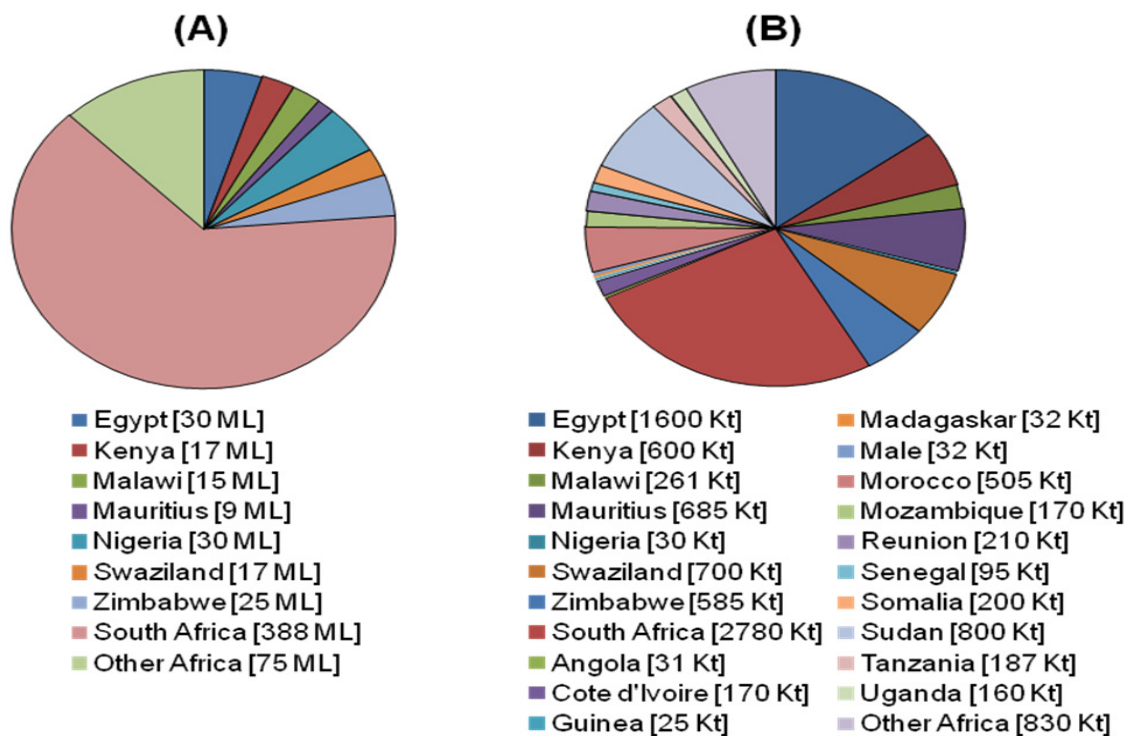 (A)
(B)
Egypt [30 ML]
Kenya [17 ML]
Malawi [15 ML]
Mauritius [9 ML]
Nigeria [30 ML]
Swaziland [17 ML]
Zimbabwe [25 ML]
South Africa [388 ML]
Other Africa [75 ML]
Egypt [1600 Kt]
Kenya [600 Kt]
Malawi [261 Kt]
Mauritius [685 Kt]
Nigeria [30 Kt]
Swaziland [700 Kt]
Zimbabwe [585 Kt]
South Africa [2780 Kt]
Angola [31 Kt]
Cote d'Ivoire [170 Kt]
Guinea [25 Kt]
Madagaskar [32 Kt]
Male [32 Kt]
Morocco [505 Kt]
Mozambique [170 Kt]
Reunion [210 Kt]
Senegal [95 Kt]
Somalia [200 Kt]
Sudan [800 Kt]
Tanzania [187 Kt]
Uganda [160 Kt]
Other Africa [830 Kt]